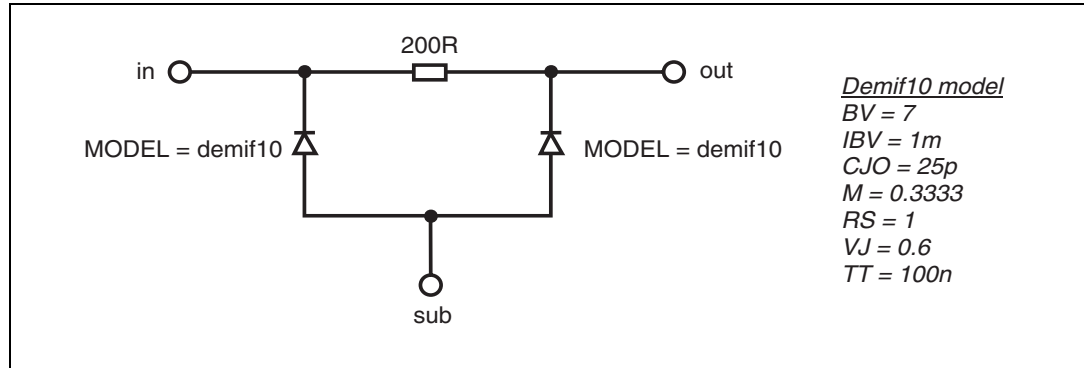 200R
in
out
MODEL = demif10
MODEL = demif10
sub
Demif10 model
BV = 7
IBV = 1m
CJO = 25p
M = 0.3333
RS = 1
VJ = 0.6
TT = 100n